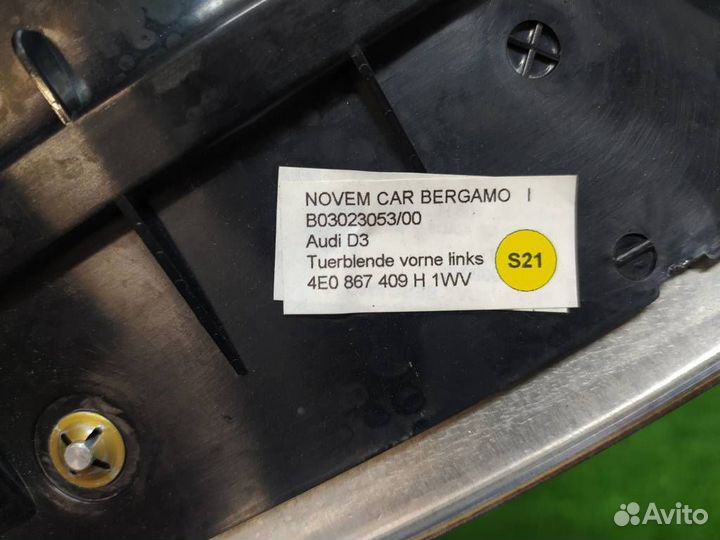 NOVEM CAR BERGAMO I
B03023053/00
Audi D3
Tuerblende vorne links
4E0 867 409 H 1WV
S21
Avito